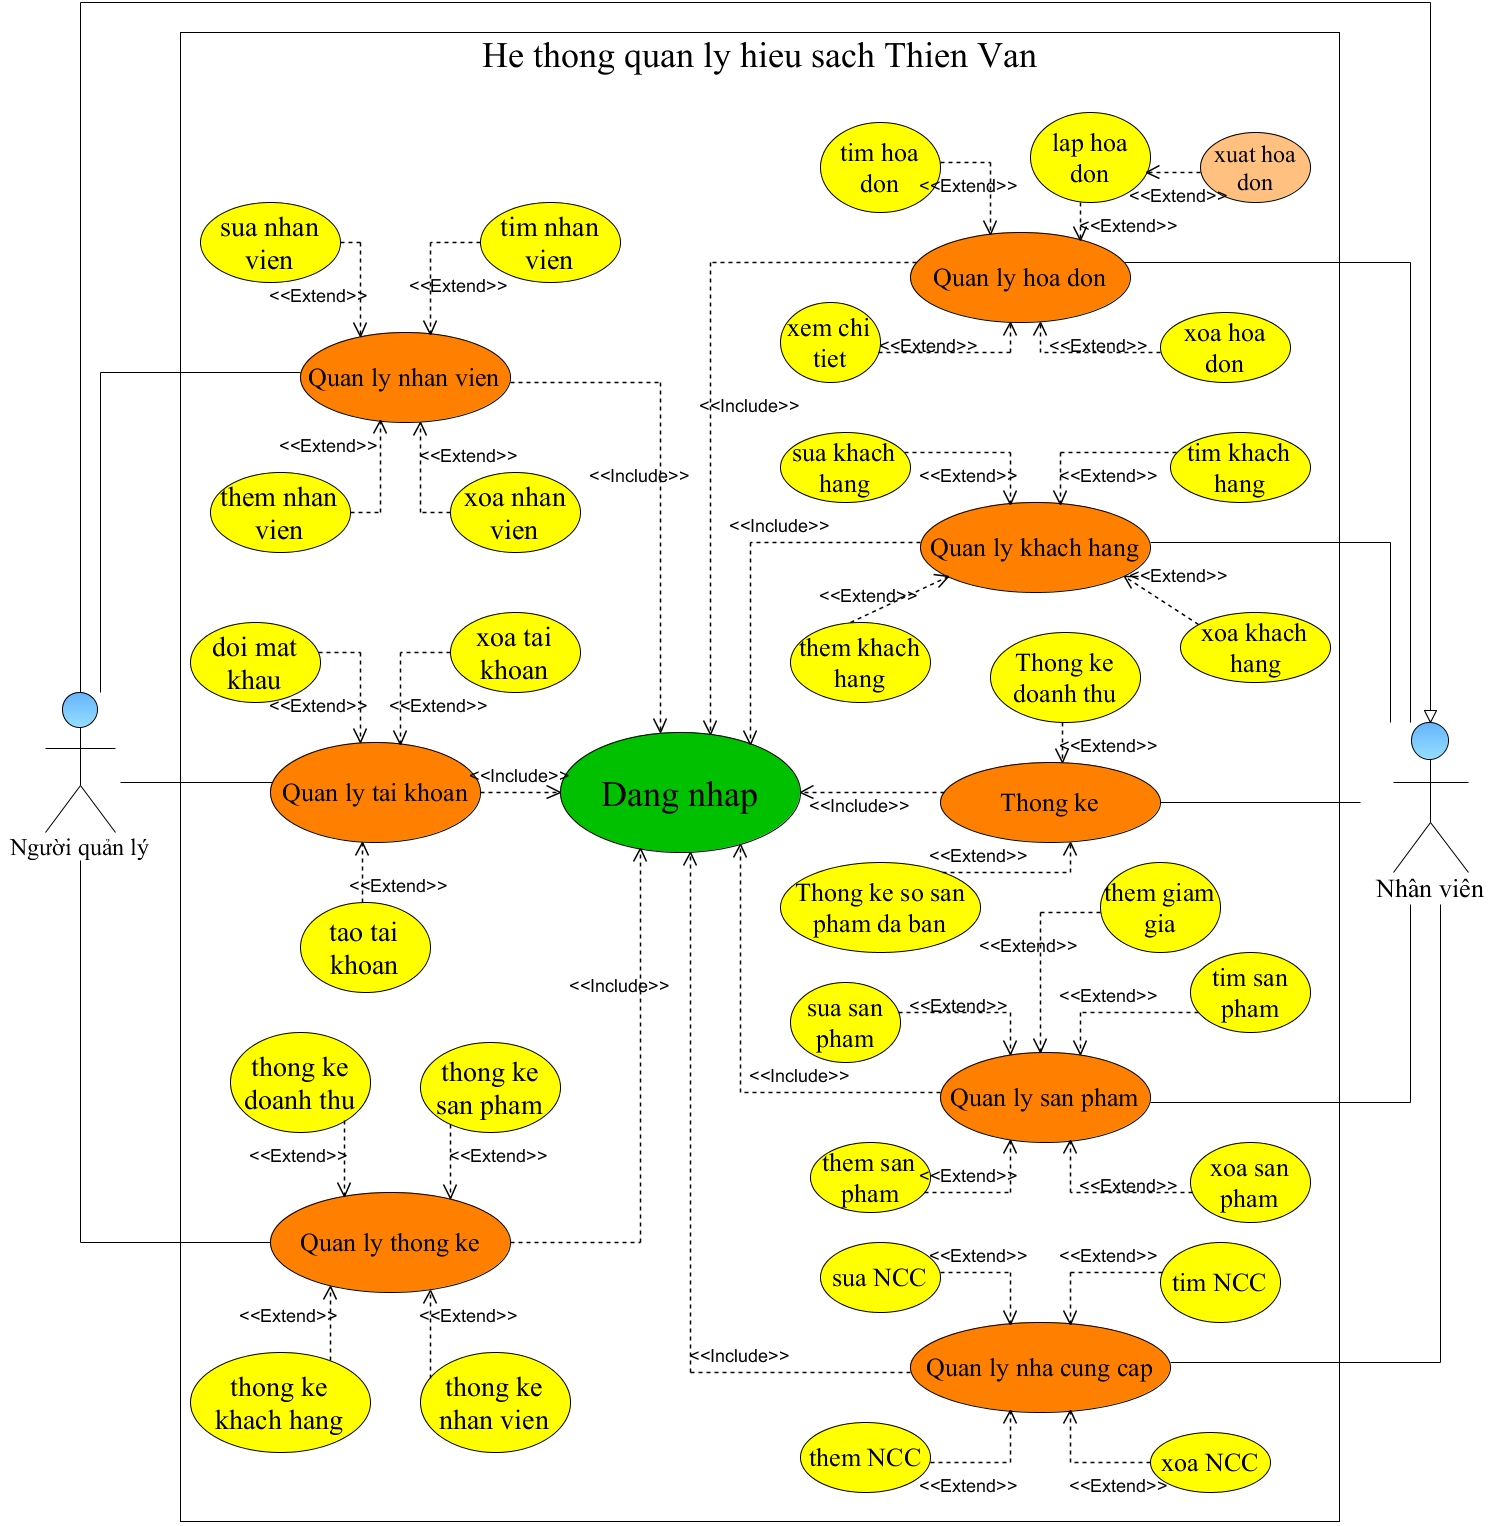 He thong quan ly hieu sach Thien Van
tim hoa
don
<<Extend>>
lap hoa
don
<<Extend>>
xuat hoa
don
<<Extend>>
Quan ly hoa don
xem chi
tiet
<<Extend>>
<<Extend>>
xoa hoa
don
<<Include>>
sua nhan
vien
<<Extend>>
tim nhan
vien
<<Extend>>
Quan ly nhan vien
<<Extend>>
them nhan
vien
<<Extend>>
xoa nhan
vien
<<Include>>
sua khach
hang
<<Extend>>
<<Extend>>
tim khach
hang
<<Include>>
Quan ly khach hang
<<Extend>>
them khach
hang
<<Extend>>
xoa khach
hang
doi mat
khau
<<Extend>>
xoa tai
khoan
<<Extend>>
Quan ly tai khoan
<<Include>>
<<Extend>>
tao tai
khoan
Dang nhap
Thong ke
doanh thu
<<Extend>>
Thong ke
<<Include>>
<<Extend>>
Thong ke so san
pham da ban
Người quản lý
Nhân viên
them giam
gia
<<Extend>>
tim san
pham
<<Extend>>
sua san
pham
<<Extend>>
<<Include>>
Quan ly san pham
them san
pham
<<Extend>>
<<Extend>>
xoa san
pham
<<Include>>
thong ke
doanh thu
<<Extend>>
thong ke
san pham
<<Extend>>
Quan ly thong ke
<<Extend>>
thong ke
khach hang
<<Extend>>
thong ke
nhan vien
sua NCC
<<Extend>>
<<Extend>>
tim NCC
<<Include>>
Quan ly nha cung cap
them NCC
<<Extend>>
<<Extend>>
xoa NCC